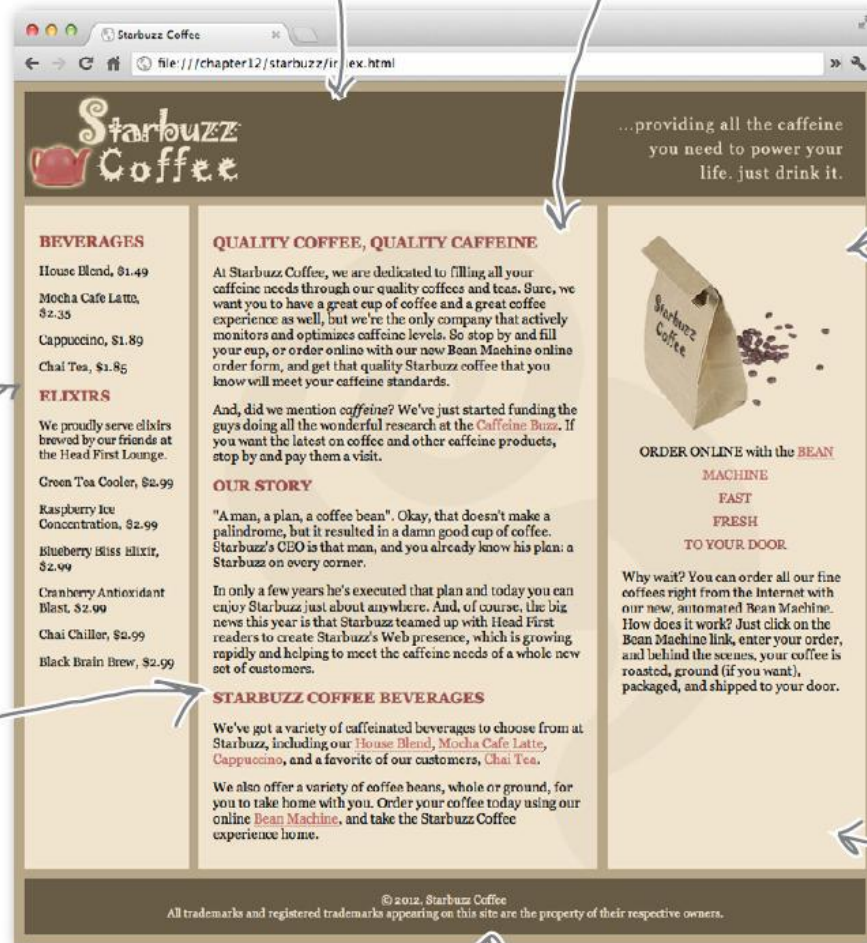 Starbuzz Coffee
file:///chapter12/starbuzz/index.html
Starbuzz
Coffee
...providing all the caffeine
you need to power your
life. just drink it.
BEVERAGES
House Blend, $1.49
Mocha Cafe Latte,
$2.35
Cappuccino, $1.89
Chai Tea, $1.85
ELIXIRS
We proudly serve elixirs
brewed by our friends at
the Head First Lounge.
Green Tea Cooler, $2.99
Raspberry Ice
Concentration, $2.99
Blueberry Bliss Elixir,
$2.99
Cranberry Antioxidant
Blast, $2.99
Chai Chiller, $2.99
Black Brain Brew, $2.99
QUALITY COFFEE, QUALITY CAFFEINE
At Starbuzz Coffee, we are dedicated to filling all your
caffeine needs through our quality coffees and teas. Sure, we
want you to have a great cup of coffee and a great coffee
experience as well, but we're the only company that actively
monitors and optimizes caffeine levels. So stop by and fill
your cup, or order online with our new Bean Machine online
order form, and get that quality Starbuzz coffee that you
know will meet your caffeine standards.
And, did we mention caffeine? We've just started funding the
guys doing all the wonderful research at the Caffeine Buzz. If
you want the latest on coffee and other caffeine products,
stop by and pay them a visit.
OUR STORY
"A man, a plan, a coffee bean". Okay, that doesn't make a
palindrome, but it resulted in a damn good cup of coffee.
Starbuzz's CEO is that man, and you already know his plan: a
Starbuzz on every corner.
In only a few years he's executed that plan and today you can
enjoy Starbuzz just about anywhere. And, of course, the big
news this year is that Starbuzz teamed up with Head First
readers to create Starbuzz's Web presence, which is growing
rapidly and helping to meet the caffeine needs of a whole new
set of customers.
STARBUZZ COFFEE BEVERAGES
We've got a variety of caffeinated beverages to choose from at
Starbuzz, including our House Blend, Mocha Cafe Latte,
Cappuccino, and a favorite of our customers, Chai Tea.
We also offer a variety of coffee beans, whole or ground, for
you to take home with you. Order your coffee today using our
online Bean Machine, and take the Starbuzz Coffee
experience home.
Starbuzz
Coffee
ORDER ONLINE with the BEAN
MACHINE
FAST
FRESH
TO YOUR DOOR
Why wait? You can order all our fine
coffees right from the Internet with
our new, automated Bean Machine.
How does it work? Just click on the
Bean Machine link, enter your order,
and behind the scenes, your coffee is
roasted, ground (if you want),
packaged, and shipped to your door.
© 2012, Starbuzz Coffee
All trademarks and registered trademarks appearing on this site are the property of their respective owners.